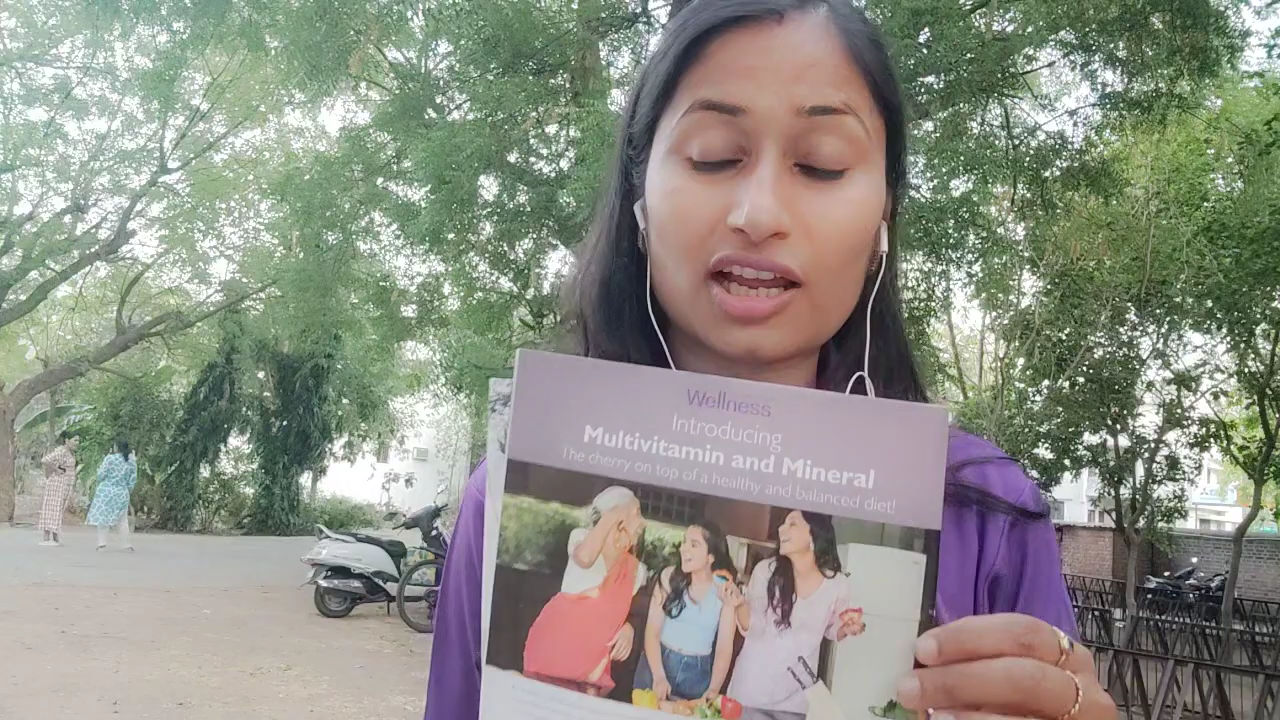 Wellness
Introducing
Multivitamin and Mineral
The cherry on top of a healthy and balanced diet!